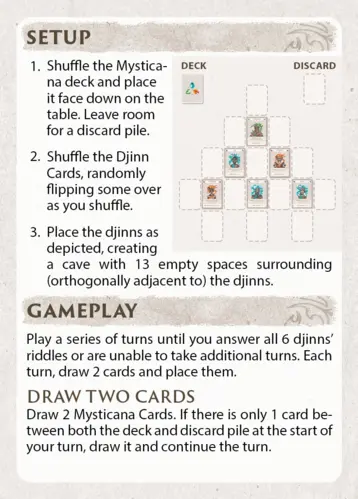 SETUP
1. Shuffle the Mystica-
na deck and place
it face down on the
table. Leave room
for a discard pile.
DECK
DISCARD
2. Shuffle the Djinn
Cards, randomly
flipping some over
as you shuffle.
3. Place the djinns as
depicted, creating
a cave with 13 empty spaces surrounding
(orthogonally adjacent to) the djinns.
GAMEPLAY
Play a series of turns until you answer all 6 djinns'
riddles or are unable to take additional turns. Each
turn, draw 2 cards and place them.
DRAW TWO CARDS
Draw 2 Mysticana Cards. If there is only 1 card be-
tween both the deck and discard pile at the start of
your turn, draw it and continue the turn.